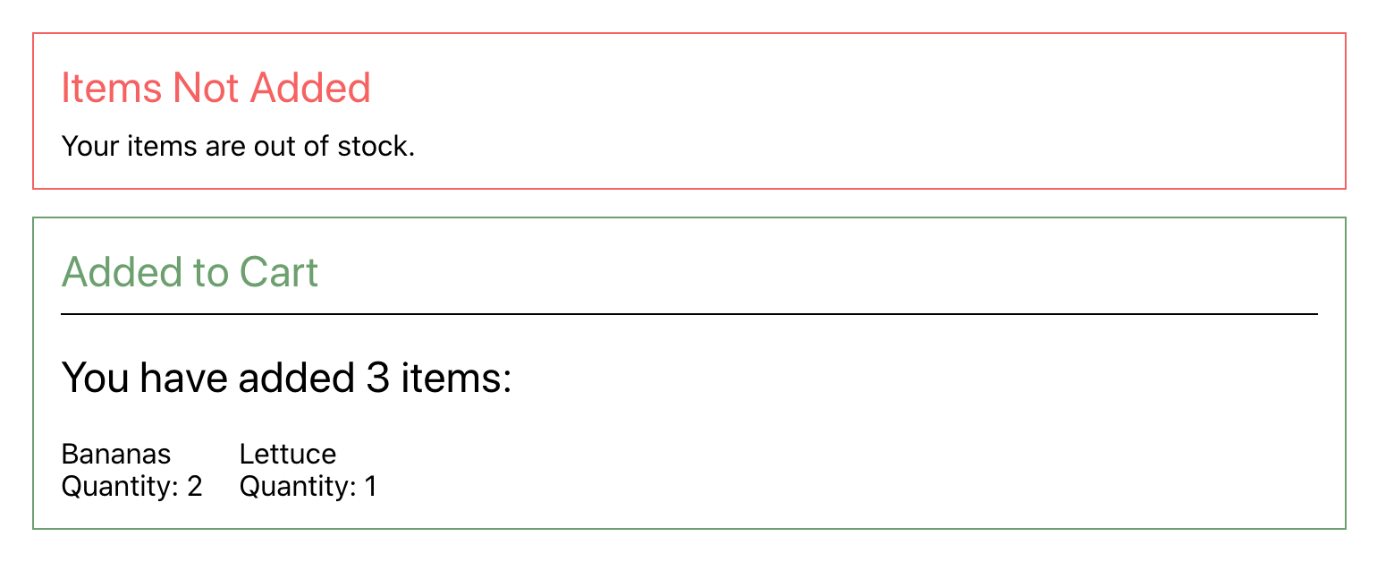 Items Not Added
Your items are out of stock.
Added to Cart
You have added 3 items:
Bananas
Quantity: 2
Lettuce
Quantity: 1